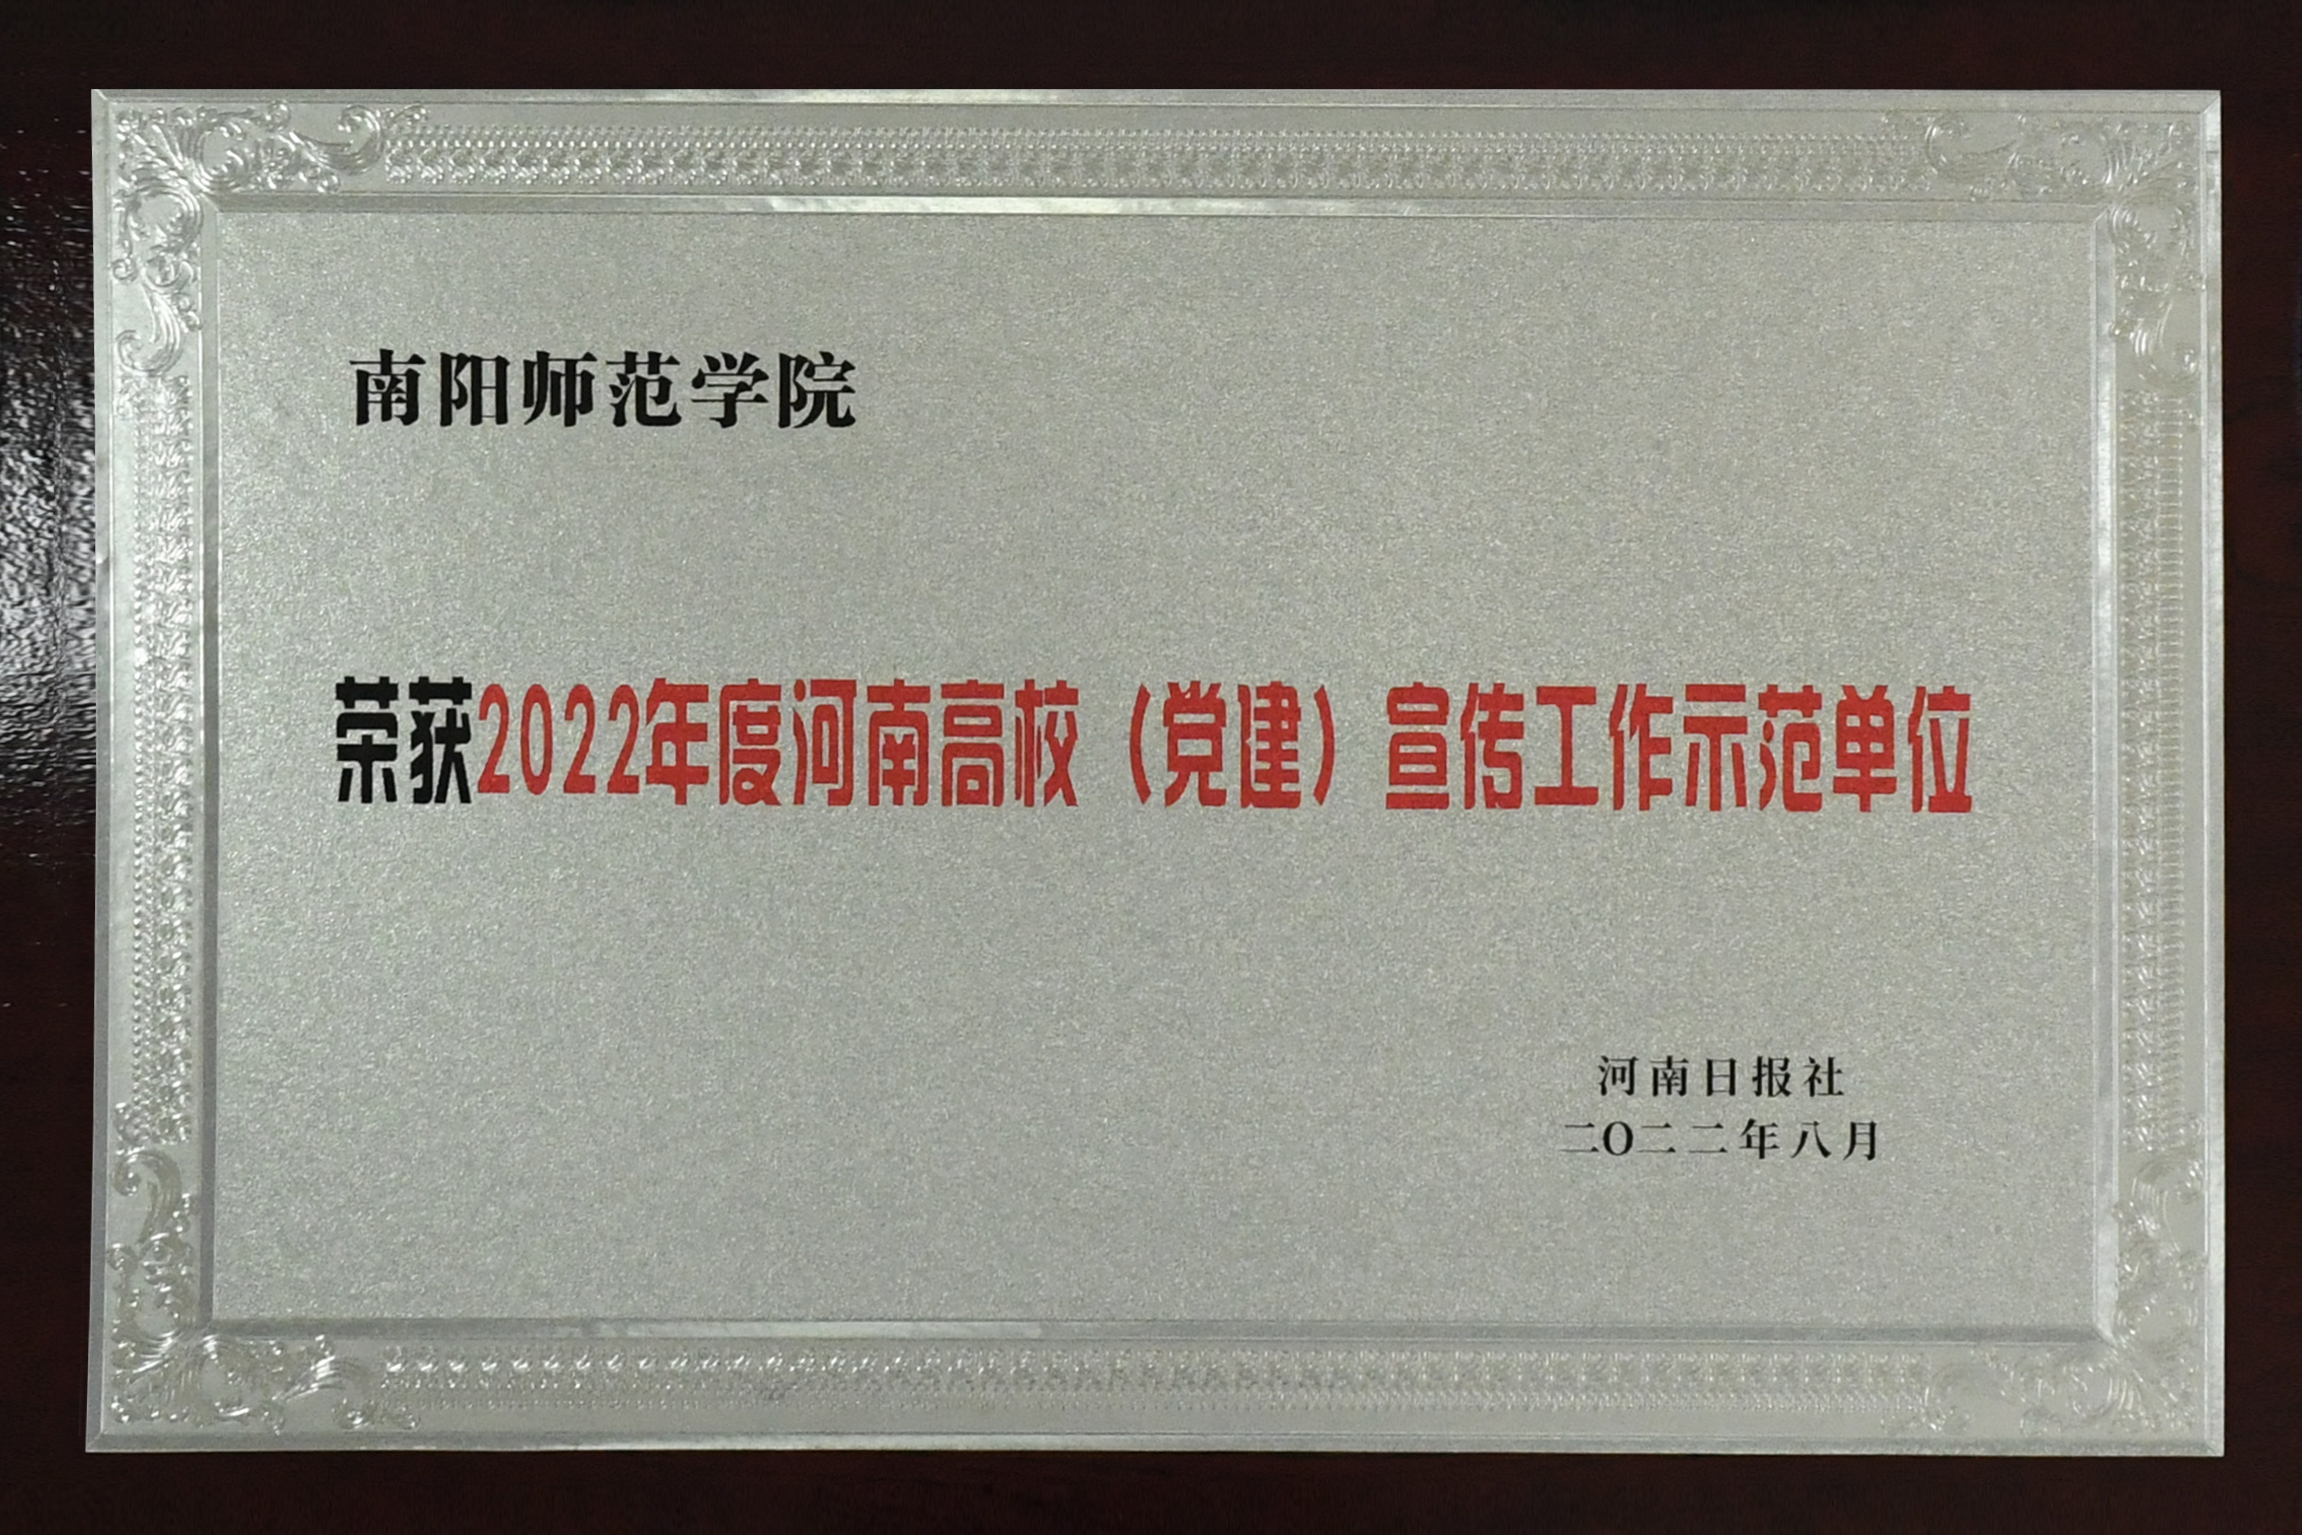 南阳师范学院
荣获2022年度河南高校（党建）宣传工作示范单位
河南日报社
二〇二二年八月